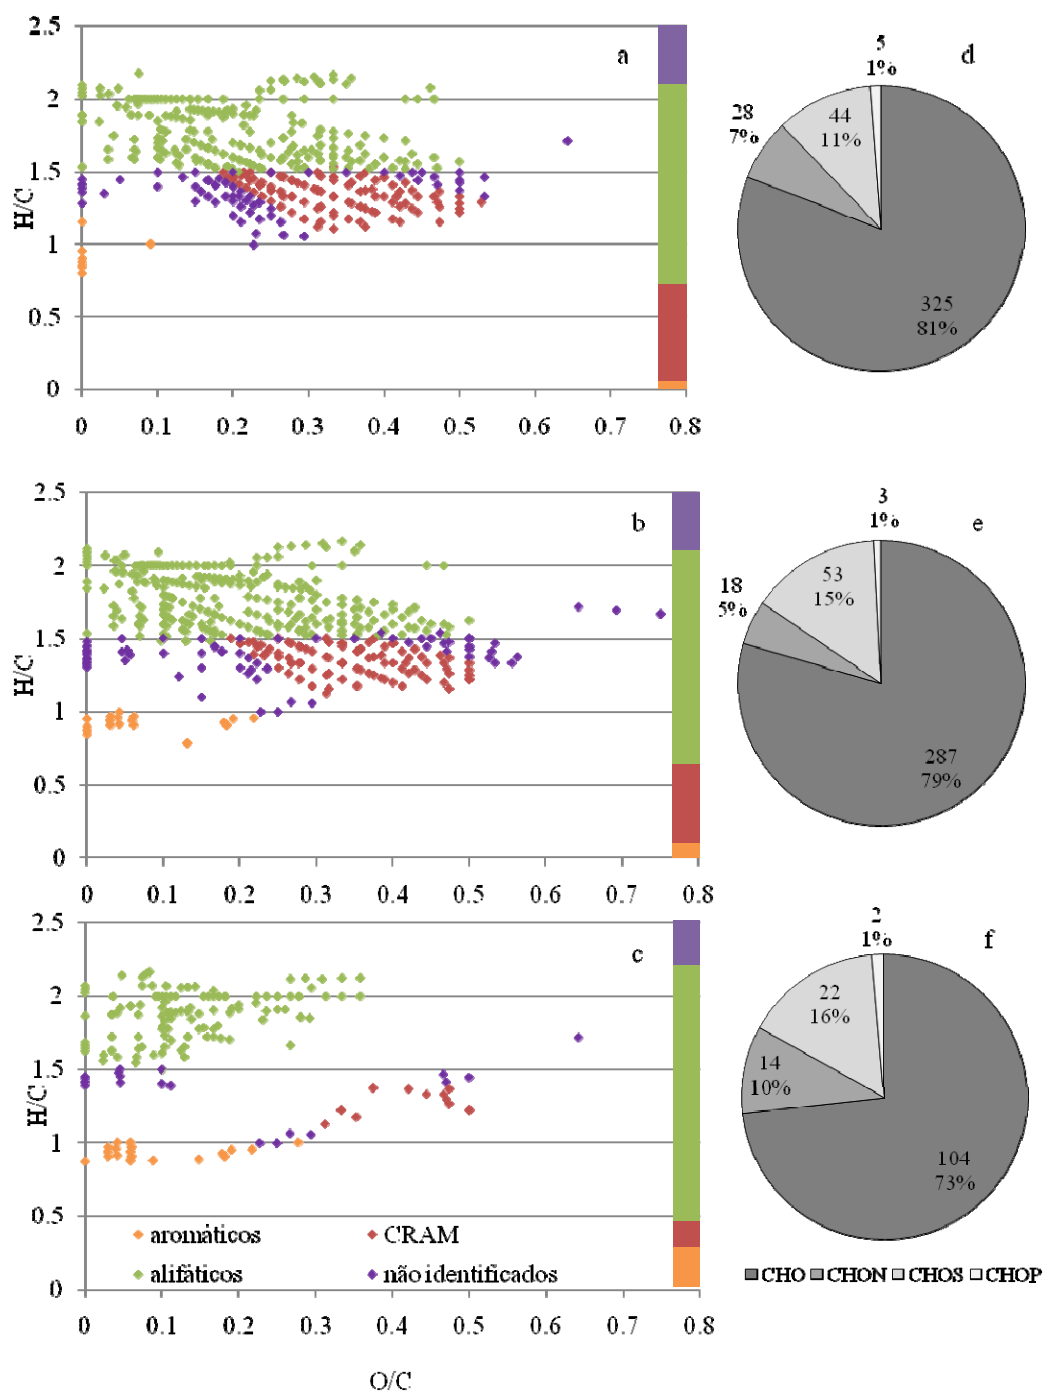 2.5
2
1.5
1
0.5
0
H/C
a
0 0.1 0.2 0.3 0.4 0.5 0.6 0.7 0.8
5
1%
d
28
7%
44
11%
325
81%
2.5
2
1.5
1
0.5
0
H/C
b
0 0.1 0.2 0.3 0.4 0.5 0.6 0.7 0.8
3
1%
e
18
5%
53
15%
287
79%
2.5
2
1.5
1
0.5
0
H/C
c
aromáticos CRAM
alifáticos não identificados
0 0.1 0.2 0.3 0.4 0.5 0.6 0.7 0.8
O/C
2
1%
f
22
16%
14
10%
104
73%
CHO CHON CHOS CHOP